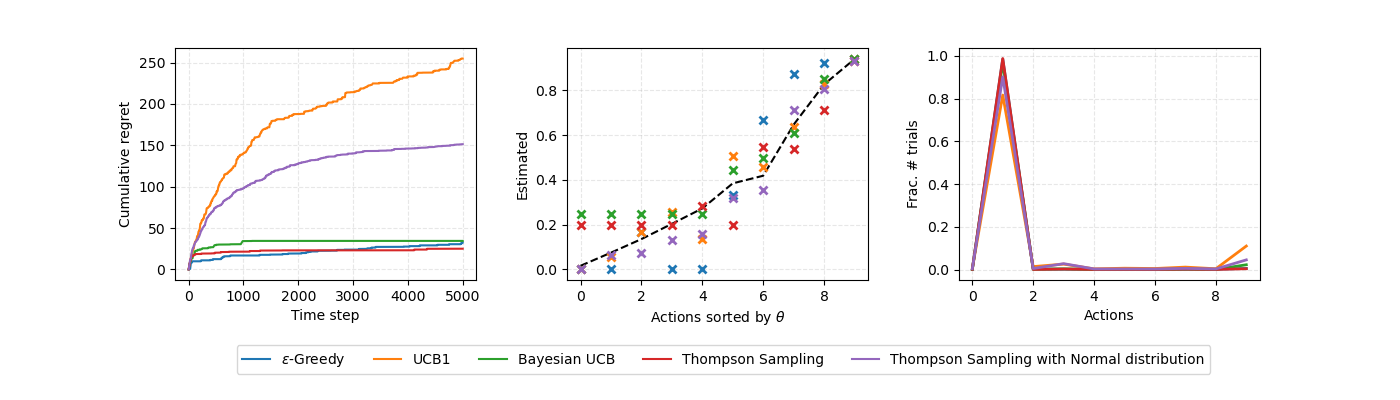 Cumulative regret
250
200
150
100
50
0
0 1000 2000 3000 4000 5000
Time step
Estimated
0.8
0.6
0.4
0.2
0.0
0 2 4 6 8
Actions sorted by θ
Frac. # trials
1.0
0.8
0.6
0.4
0.2
0.0
0 2 4 6 8
Actions
ε-Greedy UCB1 Bayesian UCB Thompson Sampling Thompson Sampling with Normal distribution